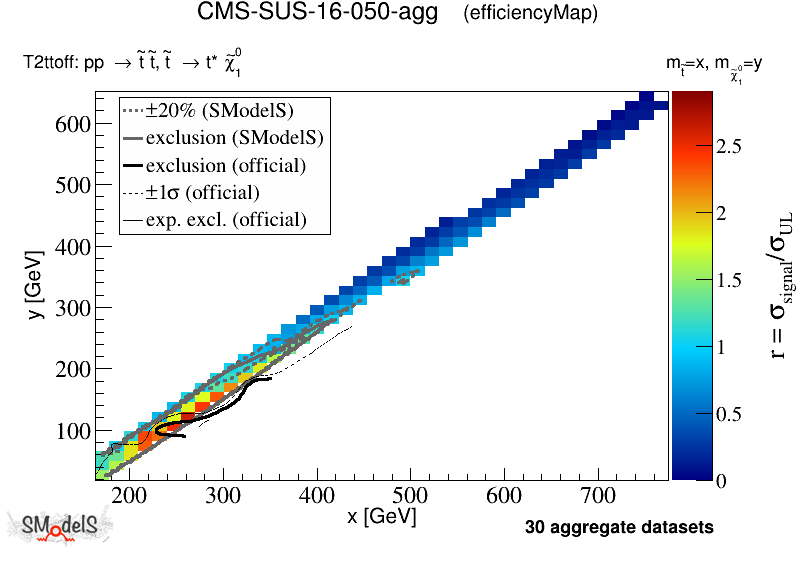 CMS-SUS-16-050-agg (efficiencyMap)
T2ttoff: pp → t̃ t̃, t̃ → t* χ̃⁰₁
m_t̃=x, m_χ̃⁰₁=y
±20% (SModelS)
exclusion (SModelS)
exclusion (official)
±1σ (official)
exp. excl. (official)
600
500
400
300
200
100
y [GeV]
200 300 400 500 600 700
x [GeV]
2.5
2
1.5
1
0.5
0
r = σ_signal/σ_UL
SModelS
30 aggregate datasets